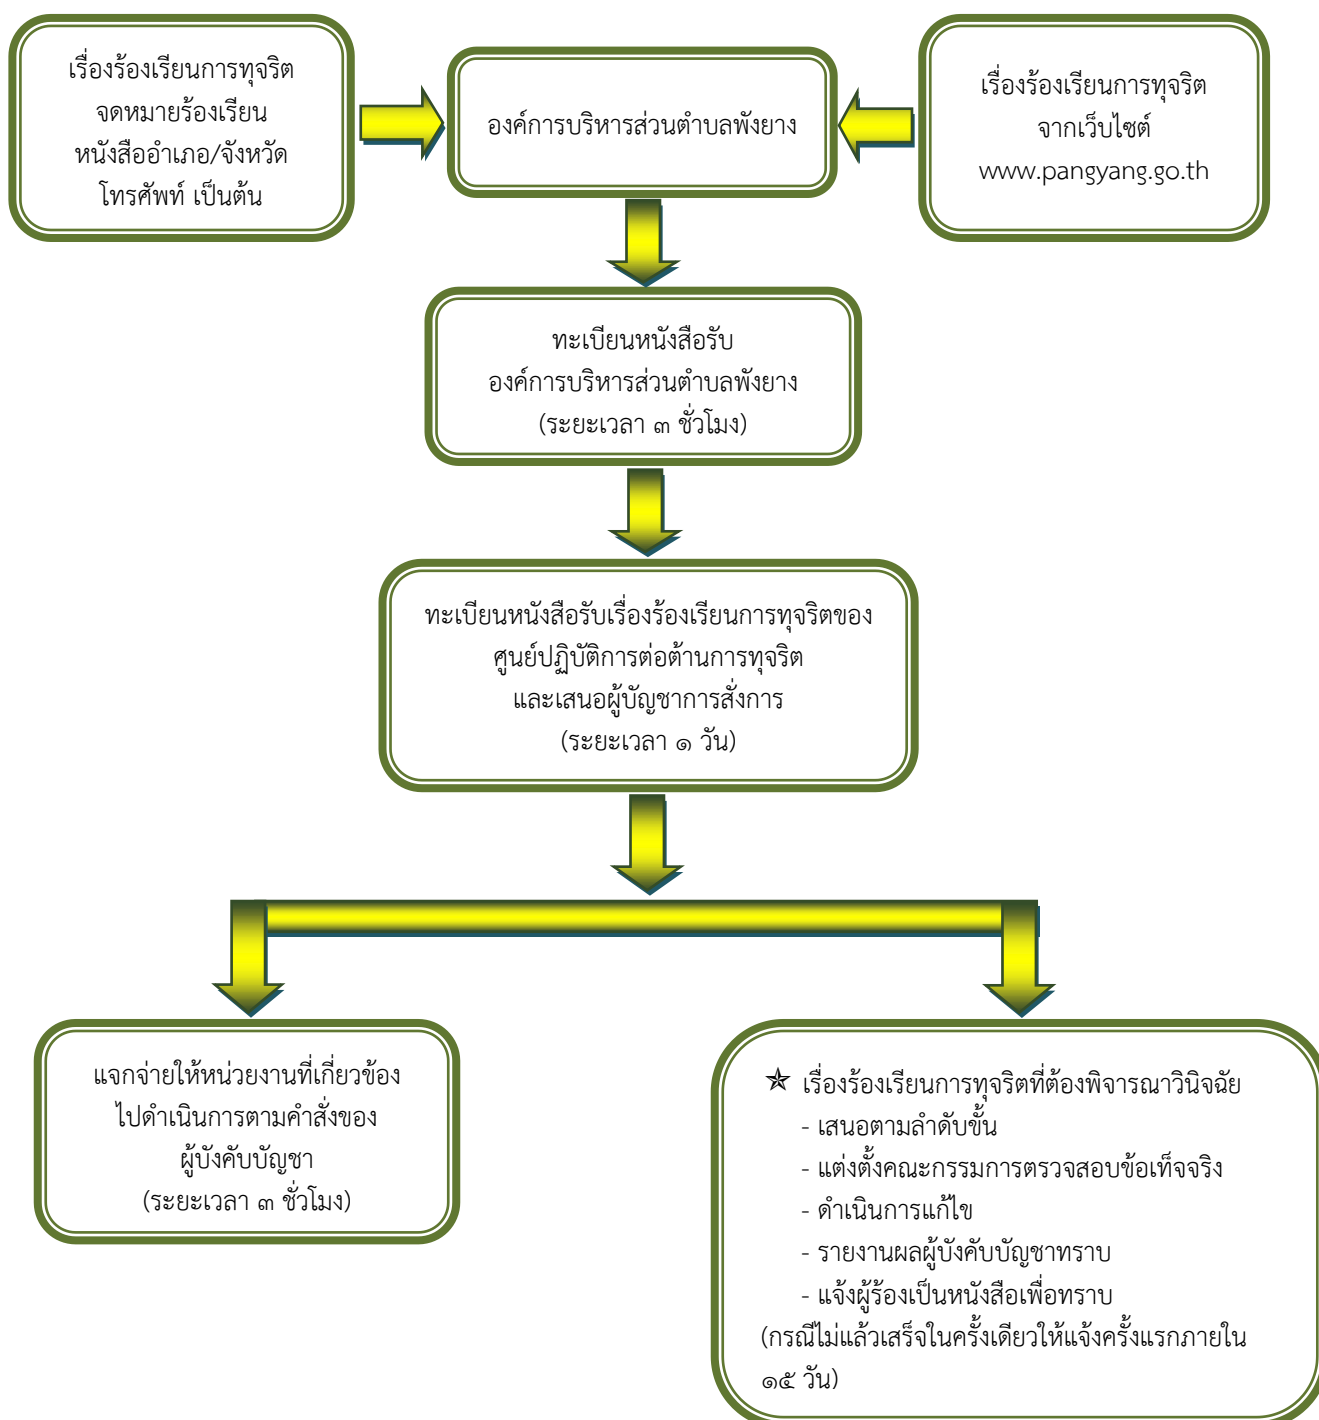 เรื่องร้องเรียนการทุจริต
จดหมายร้องเรียน
หนังสืออำเภอ/จังหวัด
โทรศัพท์ เป็นต้น
องค์การบริหารส่วนตำบลพังยาง
เรื่องร้องเรียนการทุจริต
จากเว็บไซต์
www.pangyang.go.th
ทะเบียนหนังสือรับ
องค์การบริหารส่วนตำบลพังยาง
(ระยะเวลา ๓ ชั่วโมง)
ทะเบียนหนังสือรับเรื่องร้องเรียนการทุจริตของ
ศูนย์ปฏิบัติการต่อต้านการทุจริต
และเสนอผู้บัญชาการสั่งการ
(ระยะเวลา ๑ วัน)
แจกจ่ายให้หน่วยงานที่เกี่ยวข้อง
ไปดำเนินการตามคำสั่งของ
ผู้บังคับบัญชา
(ระยะเวลา ๓ ชั่วโมง)
เรื่องร้องเรียนการทุจริตที่ต้องพิจารณาวินิจฉัย
- เสนอตามลำดับขั้น
- แต่งตั้งคณะกรรมการตรวจสอบข้อเท็จจริง
- ดำเนินการแก้ไข
- รายงานผลผู้บังคับบัญชาทราบ
- แจ้งผู้ร้องเป็นหนังสือเพื่อทราบ
(กรณีไม่แล้วเสร็จในครั้งเดียวให้แจ้งครั้งแรกภายใน
๑๕ วัน)